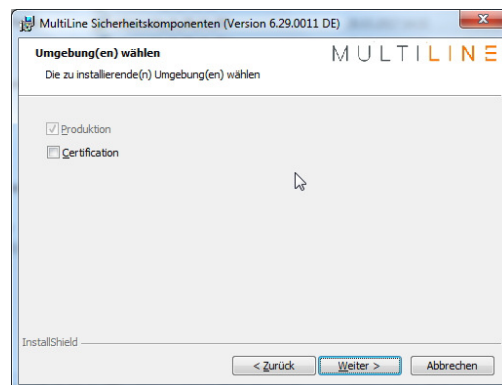 MultiLine Sicherheitskomponenten (Version 6.29.0011 DE)
Umgebung(en) wählen
MULTILINE
Die zu installierende(n) Umgebung(en) wählen
Produktion
Certification
InstallShield
< Zurück
Weiter >
Abbrechen